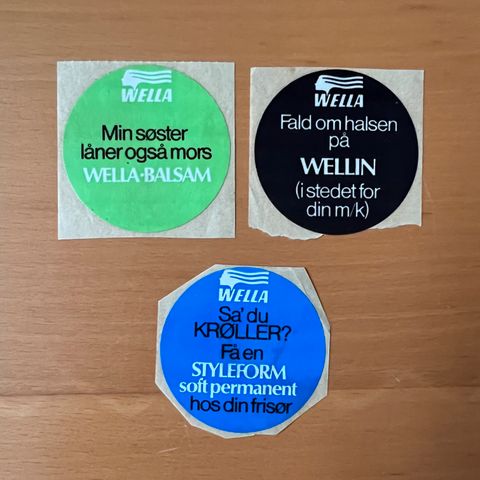 WELLA
Min søster
låner også mors
WELLA-BALSAM
WELLA
Fald om halsen
på
WELLIN
(i stedet for
din m/k)
WELLA
Sa' du
KRØLLER?
Få en
STYLEFORM
soft permanent
hos din frisør